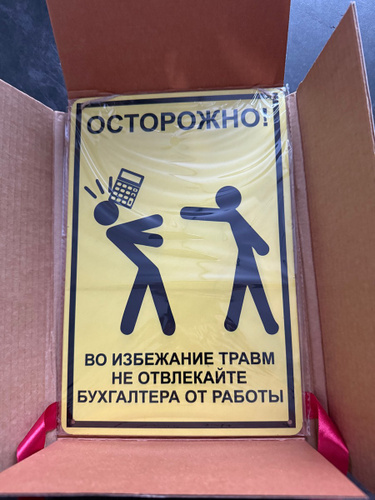 ОСТОРОЖНО!
ВО ИЗБЕЖАНИЕ ТРАВМ
НЕ ОТВЛЕКАЙТЕ
БУХГАЛТЕРА ОТ РАБОТЫ